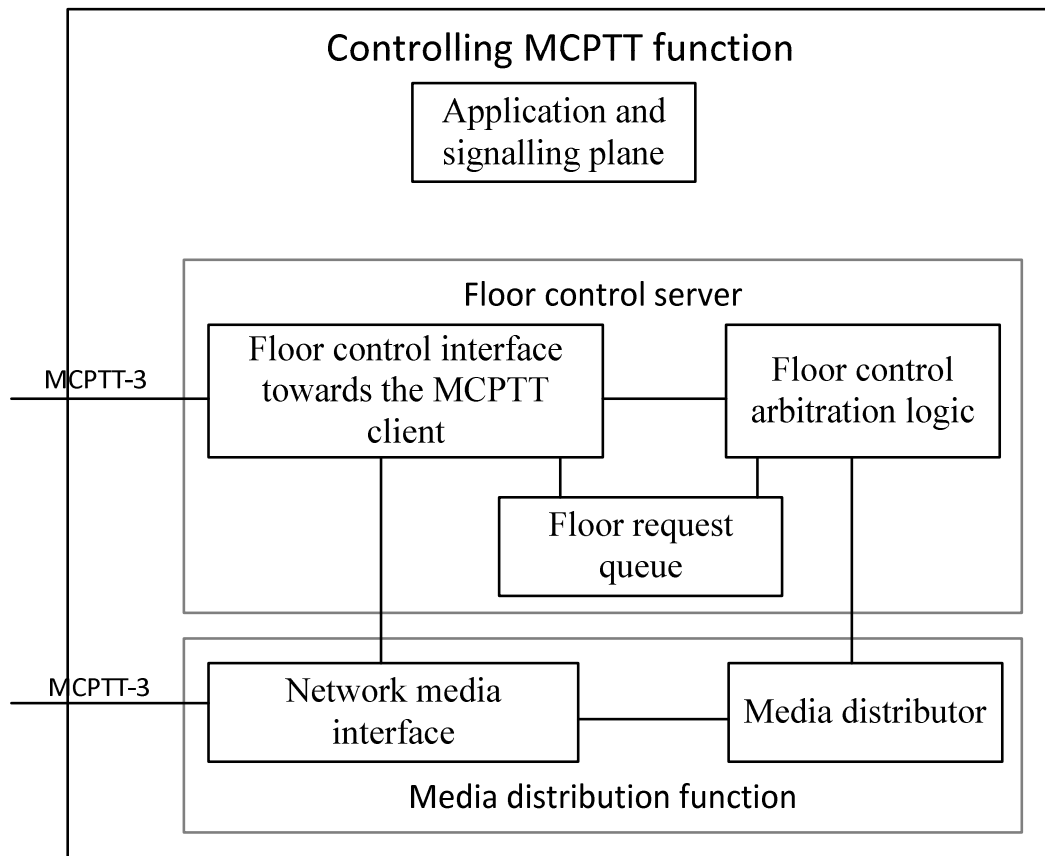 Controlling MCPTT function
Application and
signalling plane
Floor control server
Floor control interface
towards the MCPTT
client
Floor control
arbitration logic
MCPTT-3
Floor request
queue
MCPTT-3
Network media
interface
Media distributor
Media distribution function